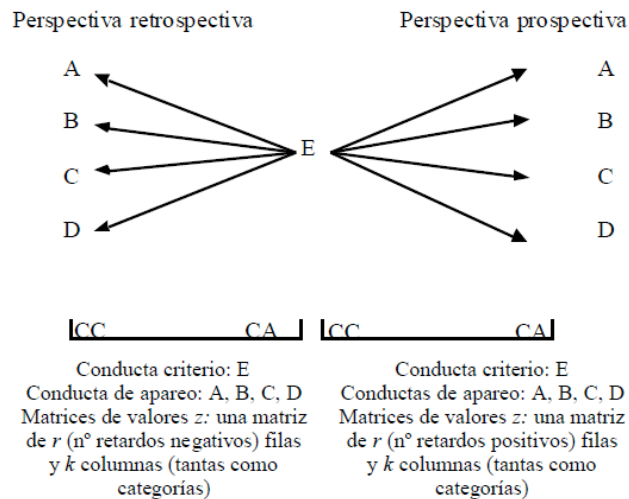 Perspectiva retrospectiva
Perspectiva prospectiva
A
B
C
D
E
A
B
C
D
CC
CA
CC
CA
Conducta criterio: E
Conducta de apareo: A, B, C, D
Matrices de valores z: una matriz
de r (nº retardos negativos) filas
y k columnas (tantas como
categorías)
Conducta criterio: E
Conductas de apareo: A, B, C, D
Matrices de valores z: una matriz
de r (nº retardos positivos) filas
y k columnas (tantas como
categorías)